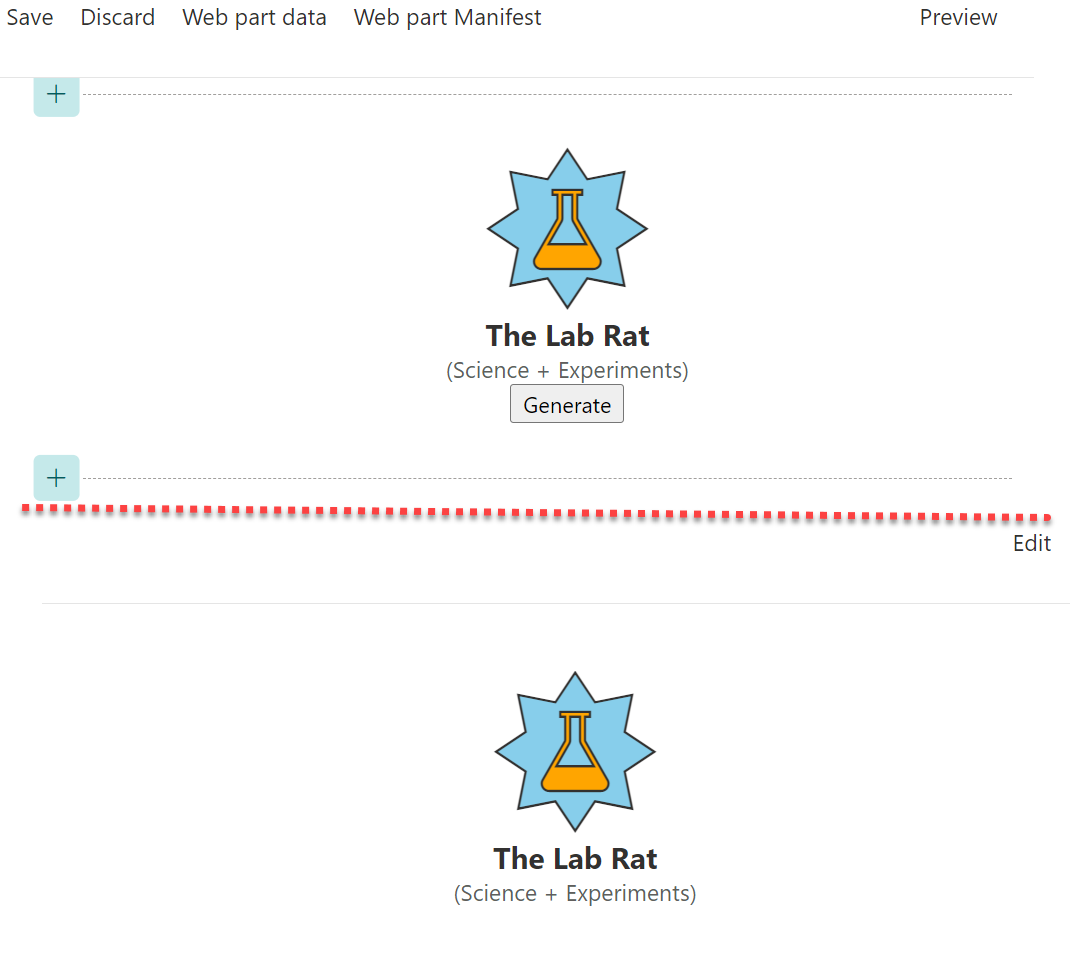 Save Discard Web part data Web part Manifest Preview
The Lab Rat
(Science + Experiments)
Generate
Edit
The Lab Rat
(Science + Experiments)